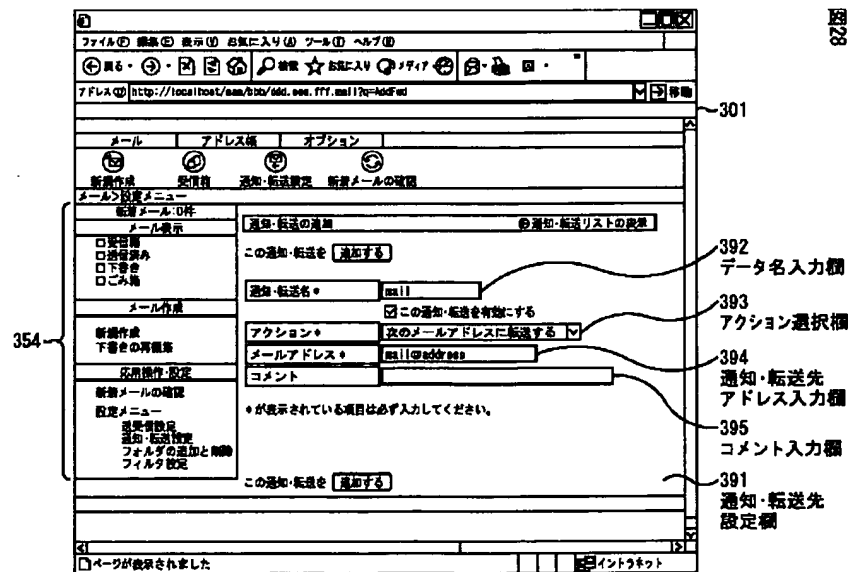 図28
ファイル(F) 編集(E) 表示(V) お気に入り(A) ツール(T) ヘルプ(H)
戻る 検索 お気に入り メディア
アドレス(D) http://localhost/aaa/bbb/ddd.eee.fff.mail?q=AddFwd 移動
301
メール アドレス帳 オプション
新規作成 受信箱 通知・転送設定 新着メールの確認
メール>設定メニュー
354
新着メール:0件
メール表示
受信箱
送信済み
下書き
ごみ箱
メール作成
新規作成
下書きの再編集
応用操作・設定
新着メールの確認
設定メニュー
送受信設定
通知・転送設定
フォルダの追加と削除
フィルタ設定
通知・転送の追加 通知・転送リストの表示
この通知・転送を 追加する
通知・転送名* mail
この通知・転送を有効にする
アクション* 次のメールアドレスに転送する
メールアドレス* mail@address
コメント
*が表示されている項目は必ず入力してください。
この通知・転送を 追加する
392
データ名入力欄
393
アクション選択欄
394
通知・転送先
アドレス入力欄
395
コメント入力欄
391
通知・転送先
設定欄
ページが表示されました イントラネット